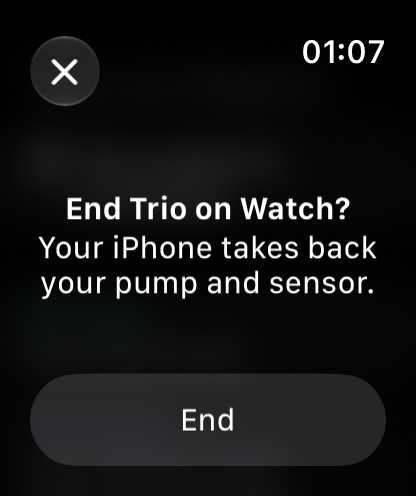 01:07
End Trio on Watch?
Your iPhone takes back
your pump and sensor.
End